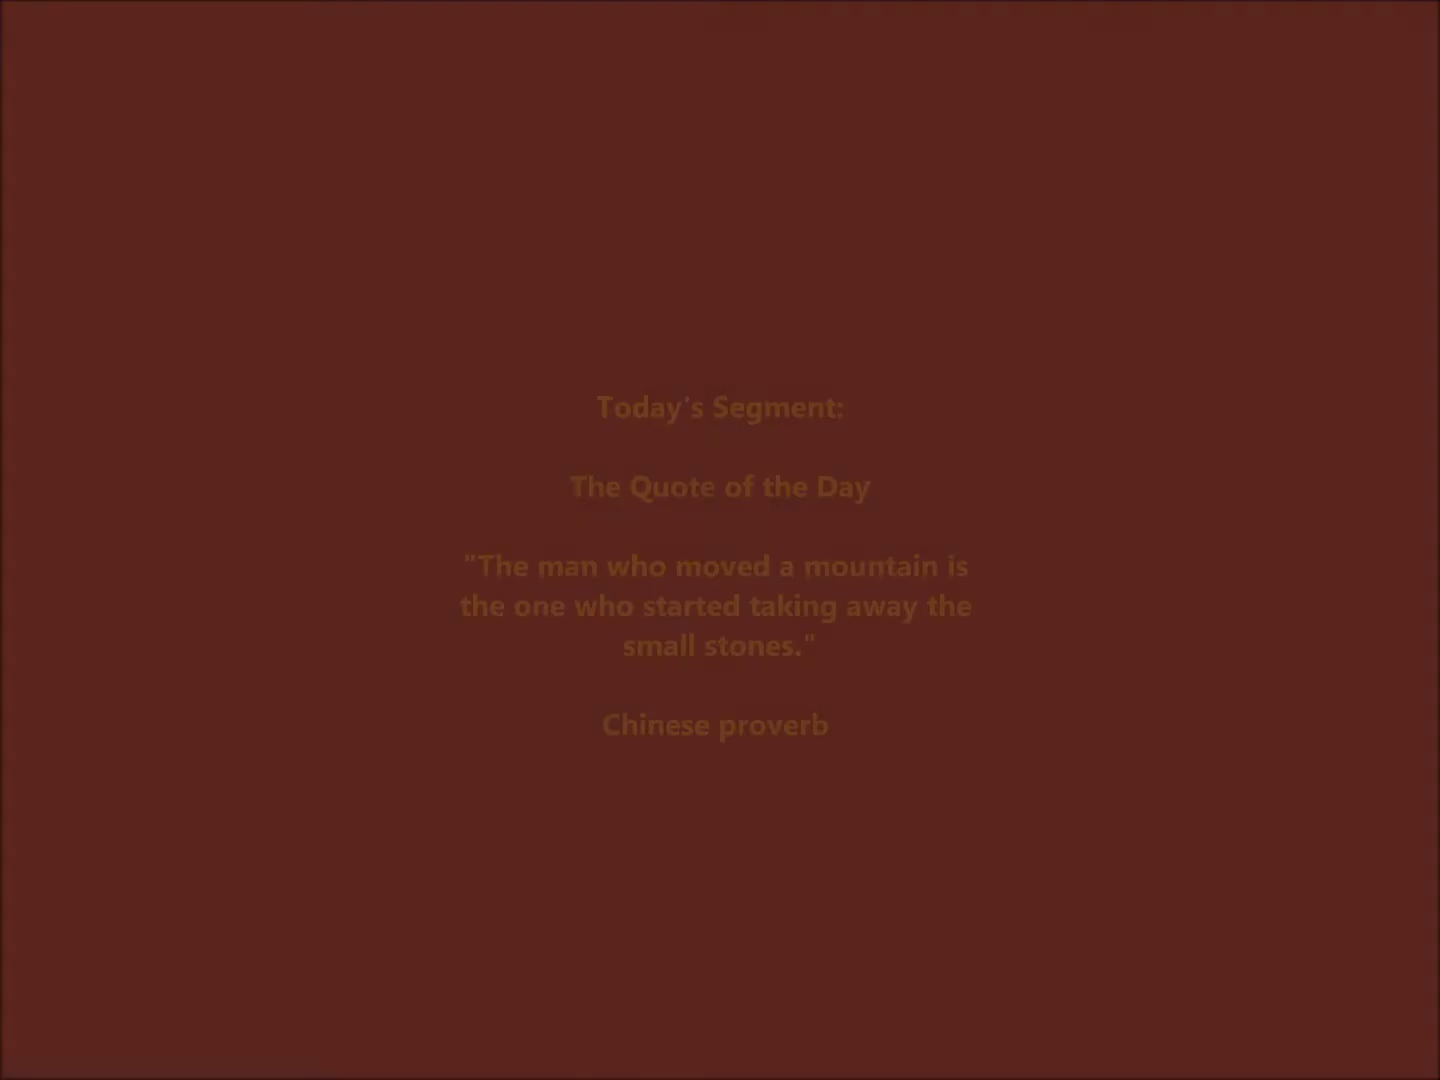 Today's Segment:
The Quote of the Day
"The man who moved a mountain is
the one who started taking away the
small stones."
Chinese proverb